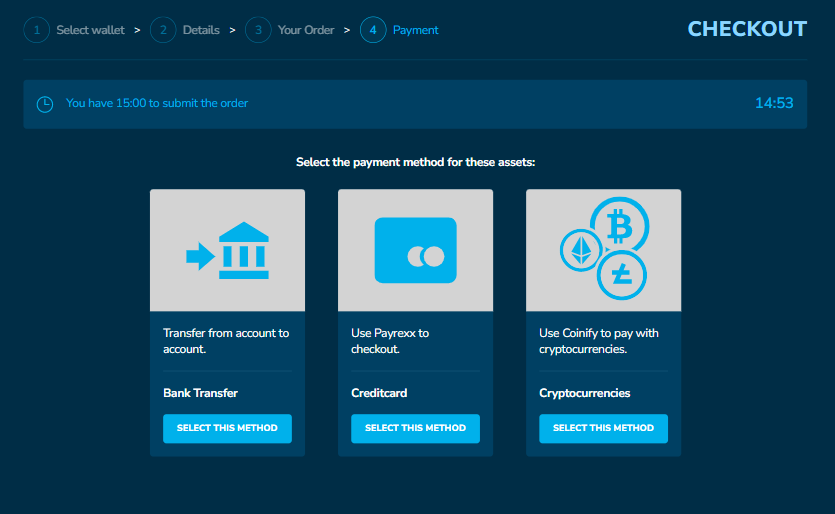 1 Select wallet > 2 Details > 3 Your Order > 4 Payment
CHECKOUT
You have 15:00 to submit the order
14:53
Select the payment method for these assets:
Transfer from account to
account.
Bank Transfer
SELECT THIS METHOD
Use Payrexx to
checkout.
Creditcard
SELECT THIS METHOD
Use Coinify to pay with
cryptocurrencies.
Cryptocurrencies
SELECT THIS METHOD